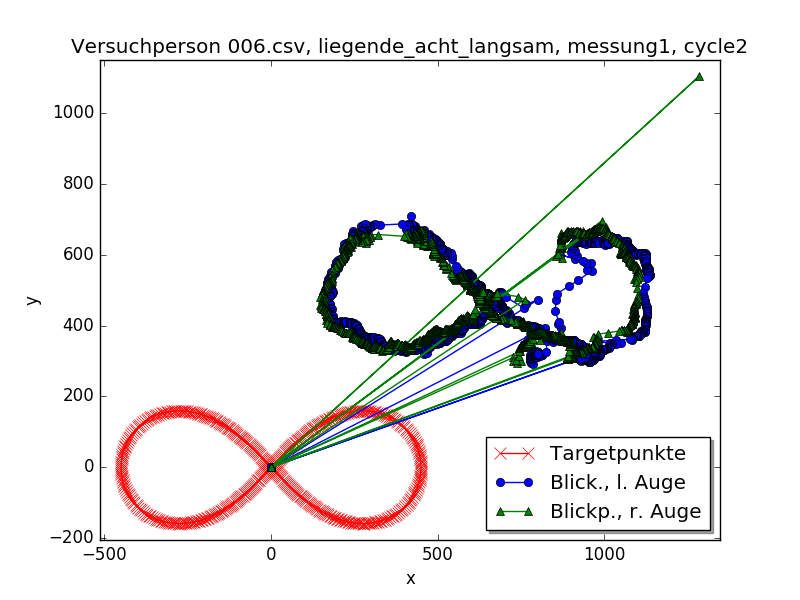 Versuchperson 006.csv, liegende_acht_langsam, messung1, cycle2
1000
800
600
400
200
0
−200
y
−500
0
500
1000
x
Targetpunkte
Blick., l. Auge
Blickp., r. Auge